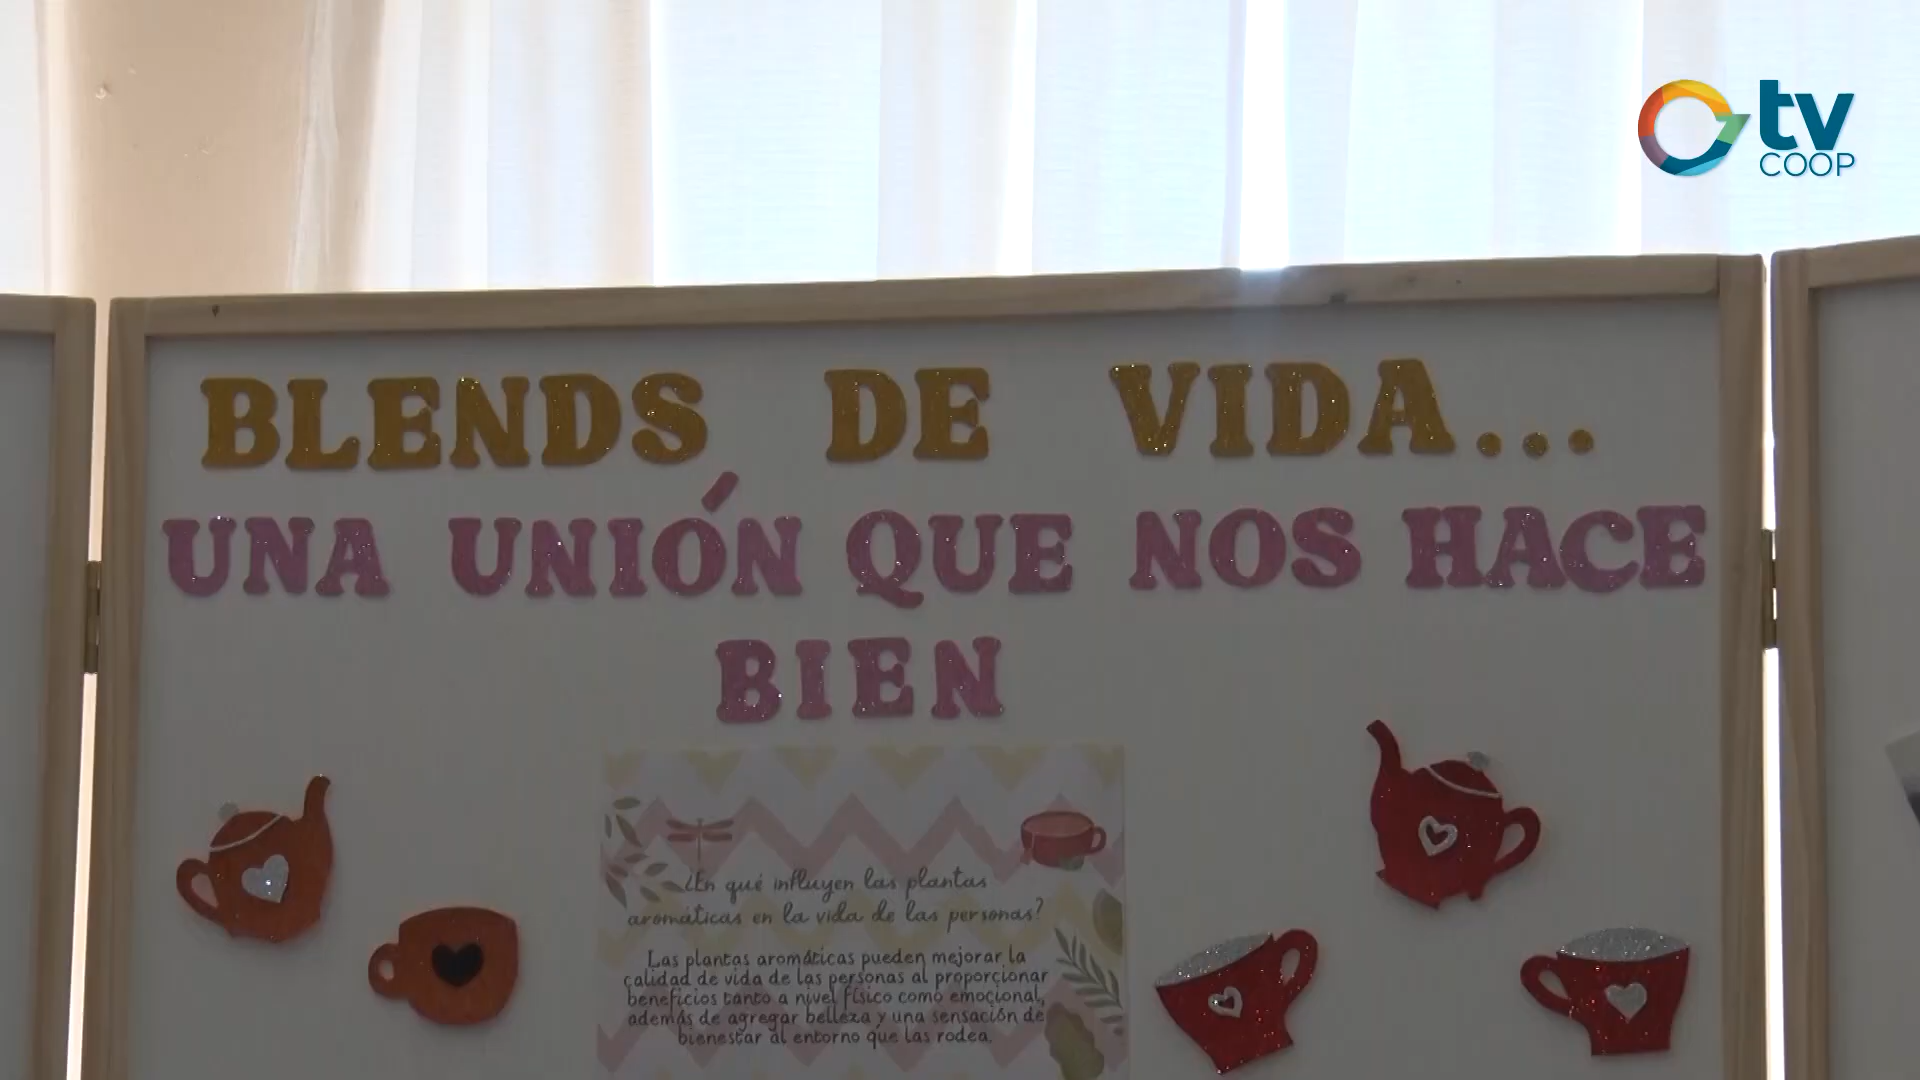 tv
COOP
BLENDS DE VIDA...
UNA UNIÓN QUE NOS HACE
BIEN
¿En qué influyen las plantas
aromáticas en la vida de las personas?
Las plantas aromáticas pueden mejorar la
calidad de vida de las personas al proporcionar
beneficios tanto a nivel físico como emocional,
además de agregar belleza y una sensación de
bienestar al entorno que las rodea.